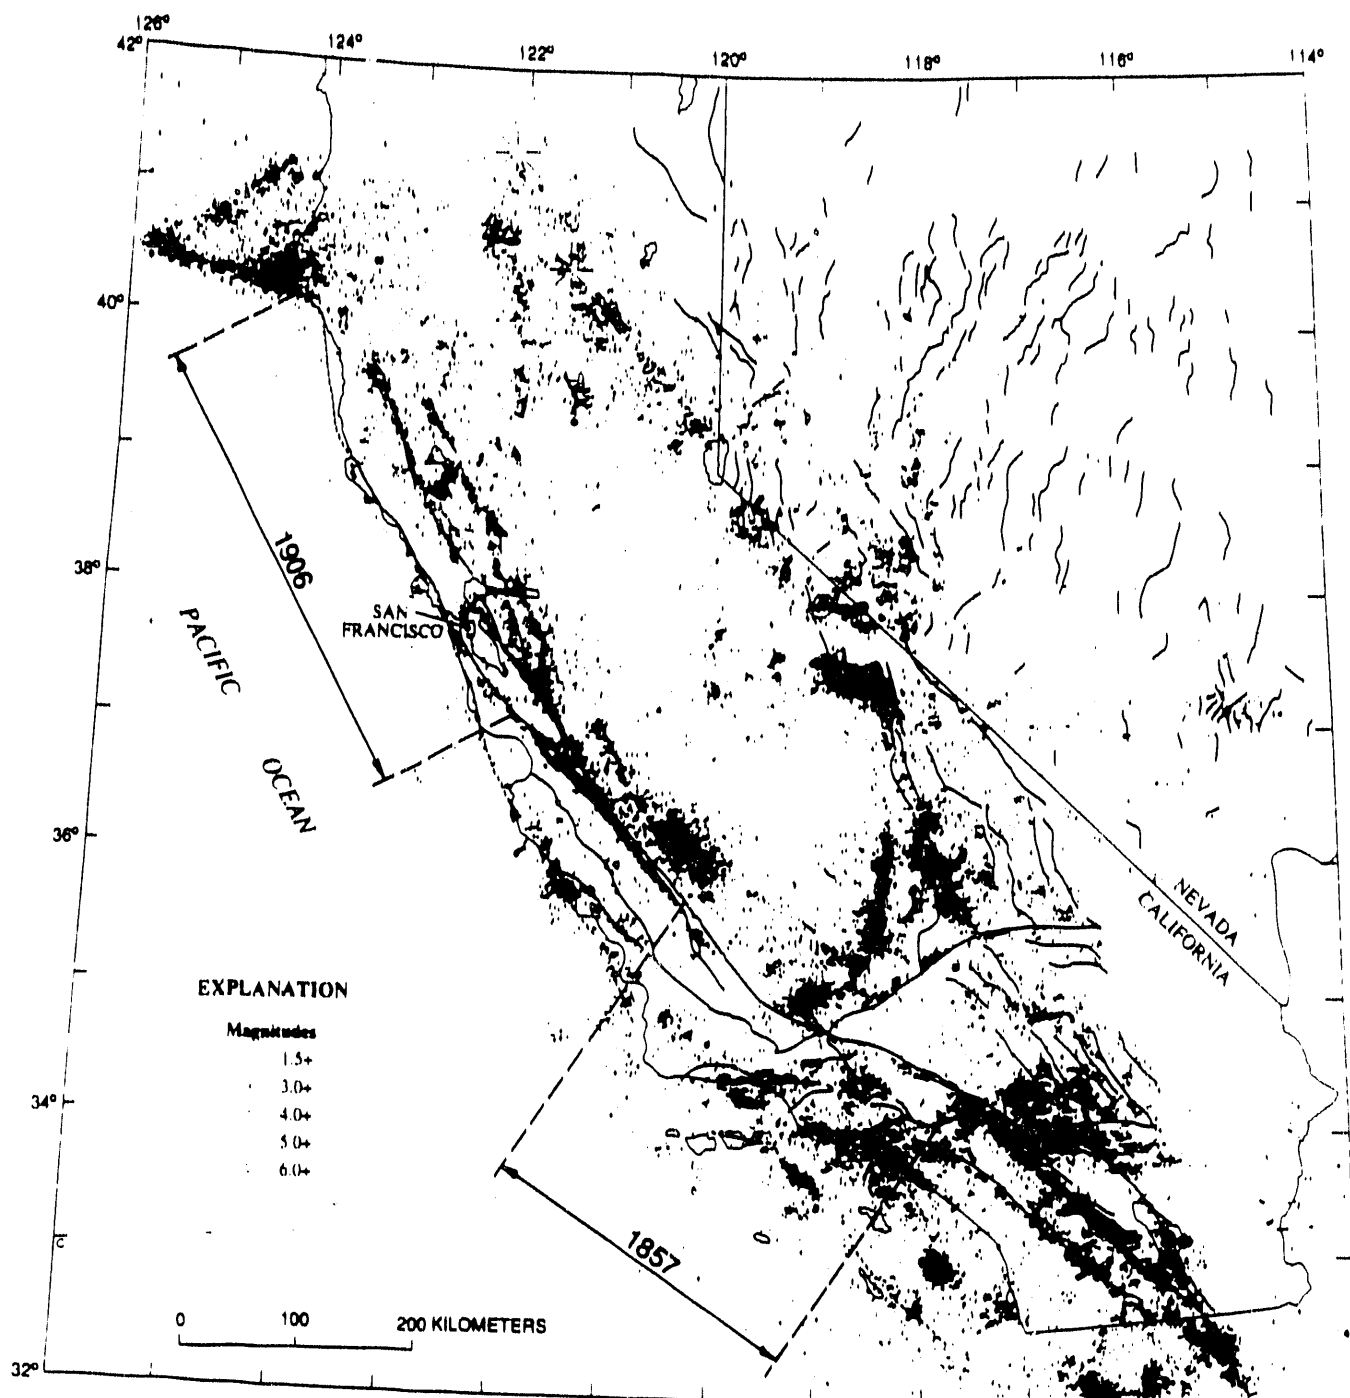 126°
42°
124°
122°
120°
118°
116°
114°
40°
1906
38°
SAN
FRANCISCO
PACIFIC
OCEAN
36°
NEVADA
CALIFORNIA
EXPLANATION
Magnitudes
1.5+
3.0+
4.0+
5.0+
6.0+
34°
1857
0 100 200 KILOMETERS
32°